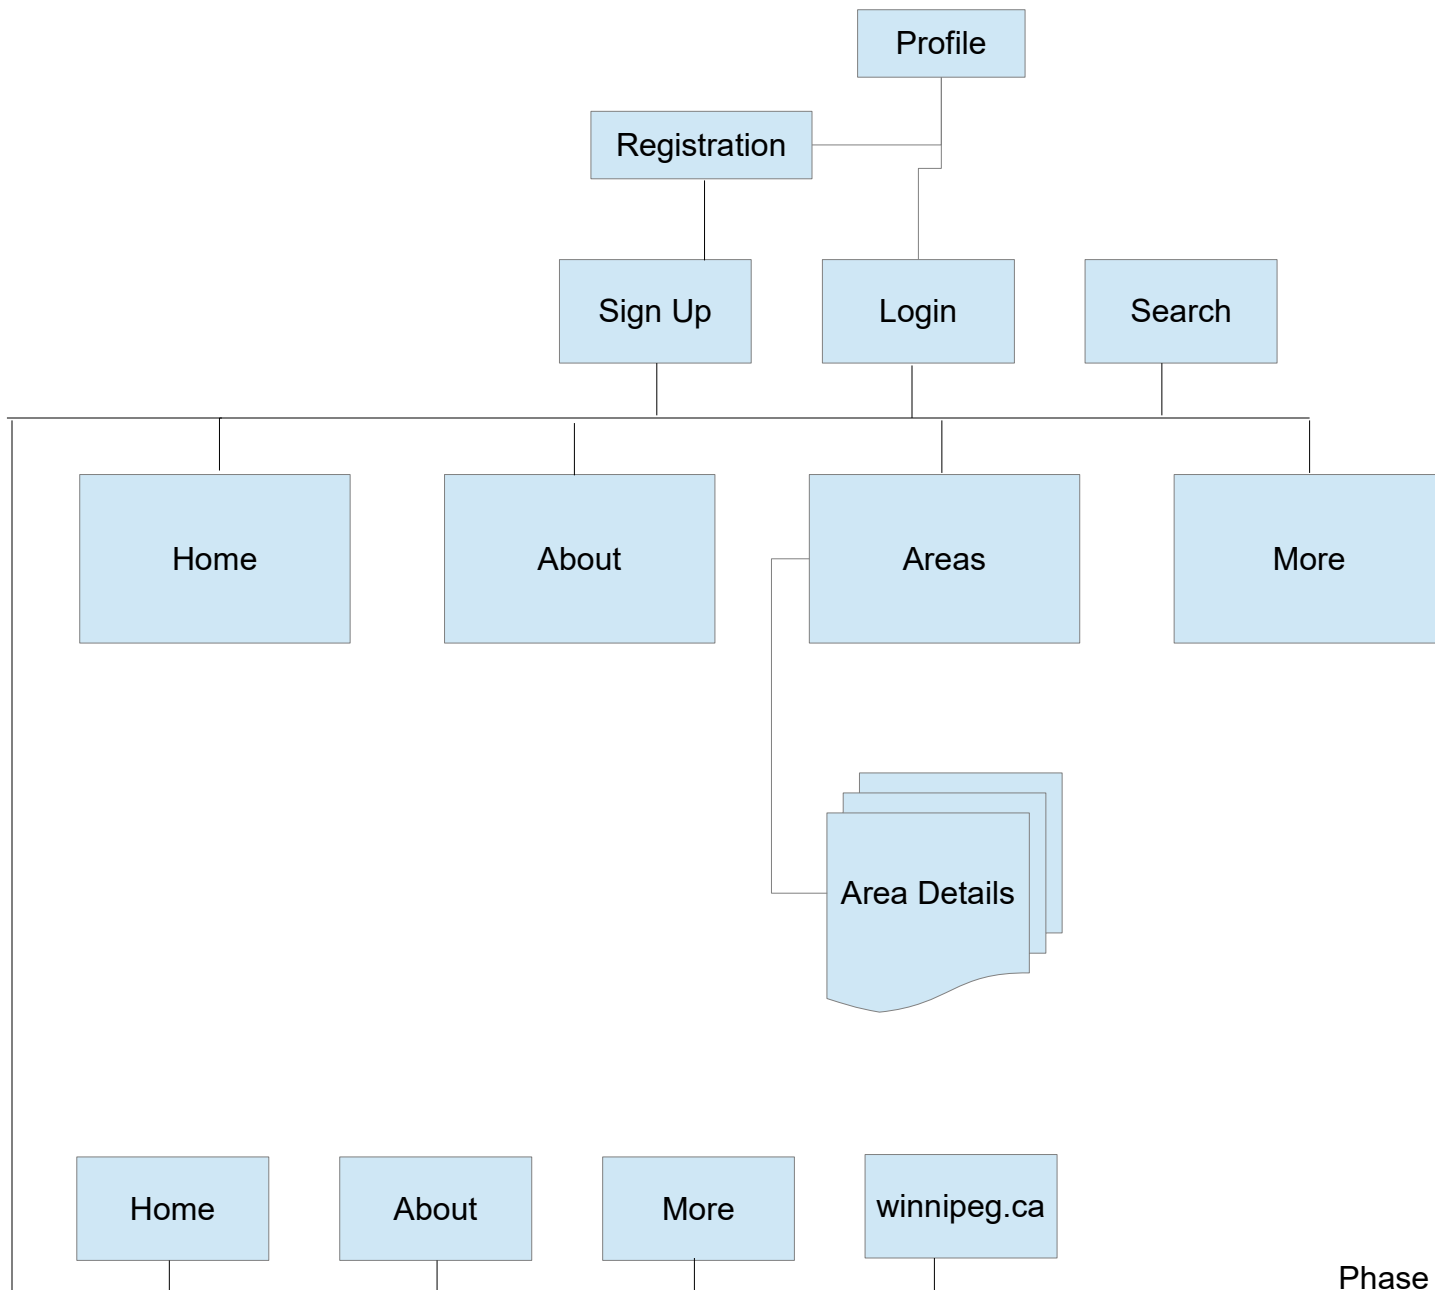 Profile
Registration
Sign Up
Login
Search
Home
About
Areas
More
Area Details
Home
About
More
winnipeg.ca
Phase